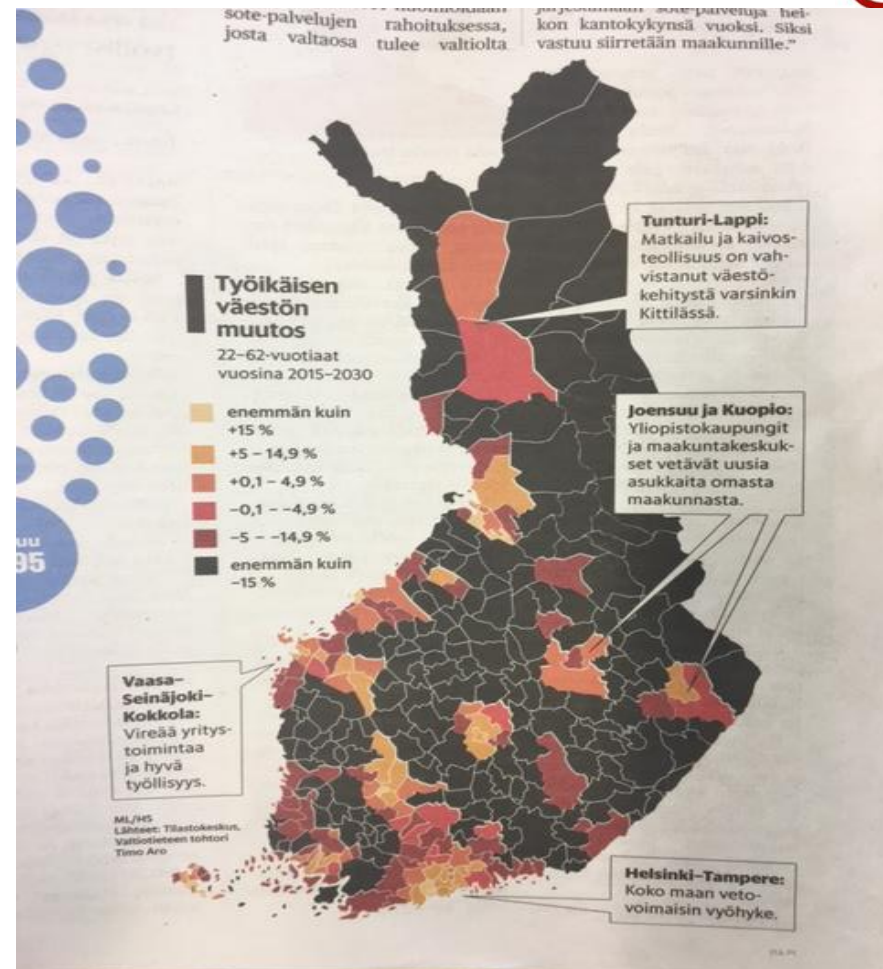 sote-palvelujen rahoituksessa,
josta valtaosa tulee valtiolta
kon kantokykynsä vuoksi. Siksi
vastuu siirretään maakunnille.”
Tunturi-Lappi:
Matkailu ja kaivos-
teollisuus on vah-
vistanut väestö-
kehitystä varsinkin
Kittilässä.
Työikäisen
väestön
muutos
22–62-vuotiaat
vuosina 2015–2030
enemmän kuin
+15 %
+5 – 14,9 %
+0,1 – 4,9 %
–0,1 – –4,9 %
–5 – –14,9 %
enemmän kuin
–15 %
Joensuu ja Kuopio:
Yliopistokaupungit
ja maakuntakeskuk-
set vetävät uusia
asukkaita omasta
maakunnasta.
uu
95
Vaasa–
Seinäjoki–
Kokkola:
Vireää yritys-
toimintaa
ja hyvä
työllisyys.
ML/HS
Lähteet: Tilastokeskus,
Valtiotieteen tohtori
Timo Aro
Helsinki–Tampere:
Koko maan veto-
voimaisin vyöhyke.